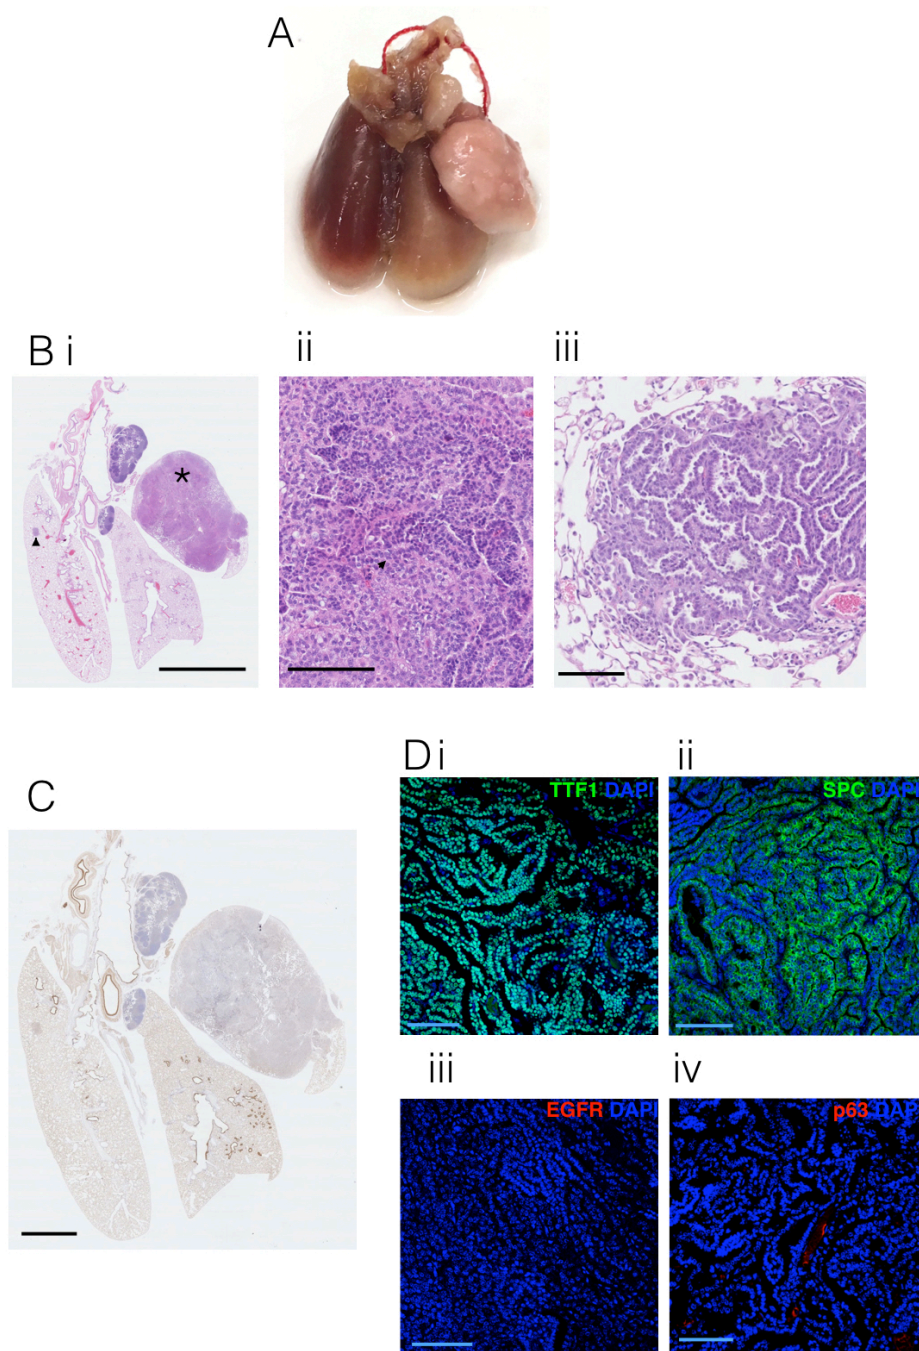 A
B i
ii
iii
*
C
D i
ii
TTF1 DAPI
SPC DAPI
iii
iv
EGFR DAPI
p63 DAPI